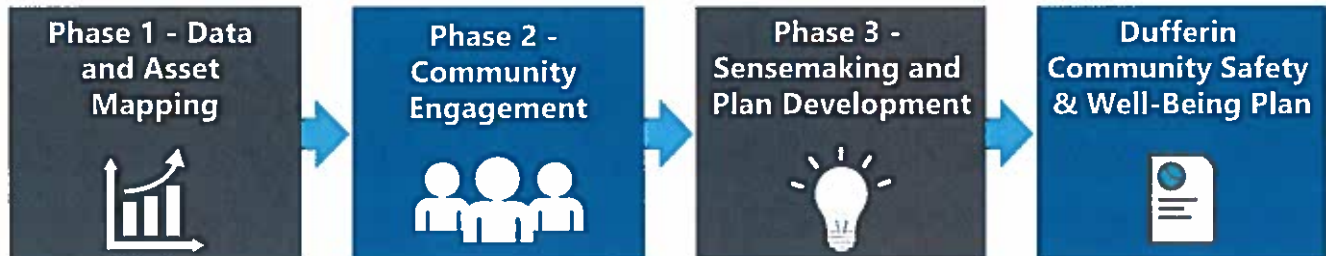 Phase 1 - Data
and Asset
Mapping
Phase 2 -
Community
Engagement
Phase 3 -
Sensemaking and
Plan Development
Dufferin
Community Safety
& Well-Being Plan